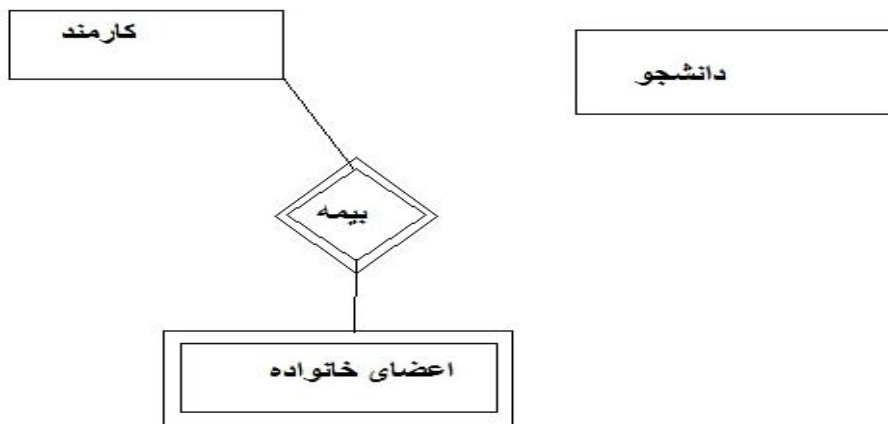 کارمند
دانشجو
بیمه
اعضای خانواده